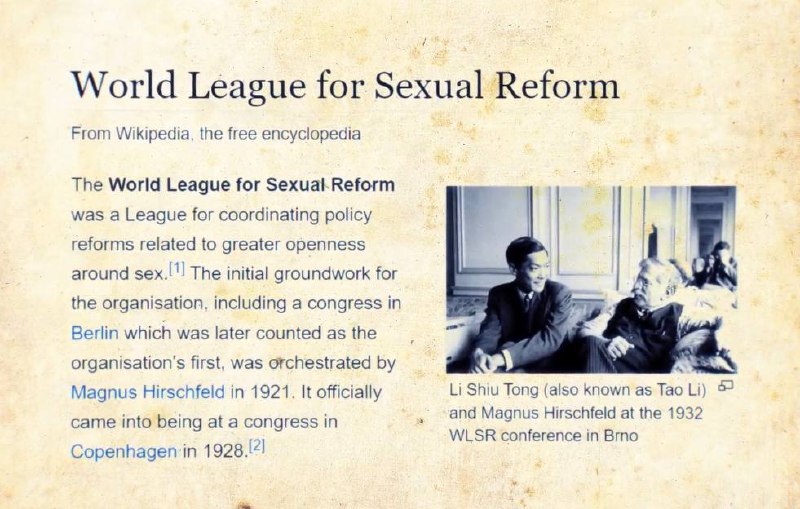 World League for Sexual Reform
From Wikipedia, the free encyclopedia
The World League for Sexual Reform
was a League for coordinating policy
reforms related to greater openness
around sex.[1] The initial groundwork for
the organisation, including a congress in
Berlin which was later counted as the
organisation's first, was orchestrated by
Magnus Hirschfeld in 1921. It officially
came into being at a congress in
Copenhagen in 1928.[2]
Li Shiu Tong (also known as Tao Li)
and Magnus Hirschfeld at the 1932
WLSR conference in Brno